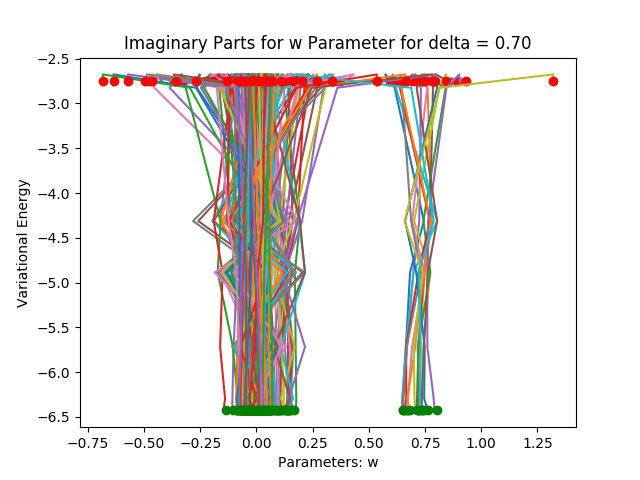 Imaginary Parts for w Parameter for delta = 0.70
−2.5
−3.0
−3.5
−4.0
−4.5
−5.0
−5.5
−6.0
−6.5
Variational Energy
−0.75 −0.50 −0.25 0.00 0.25 0.50 0.75 1.00 1.25
Parameters: w